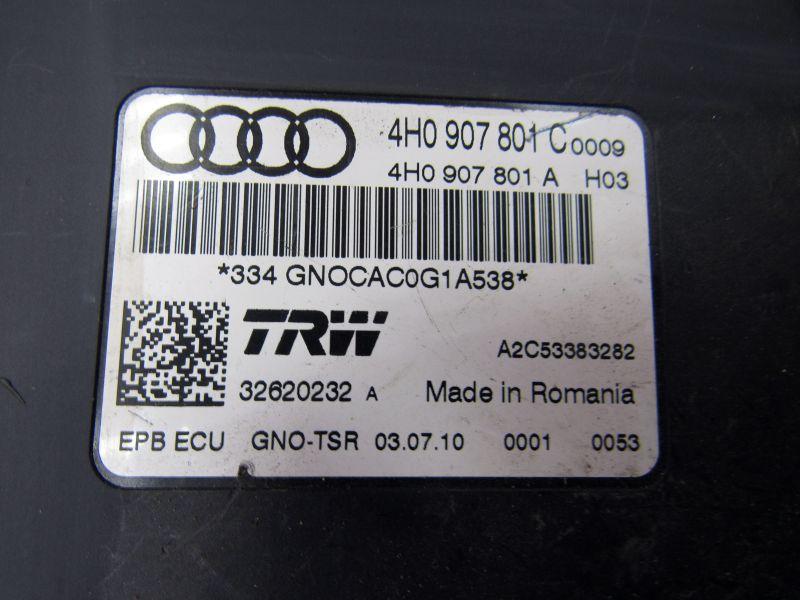 4H0 907 801 C 0009
4H0 907 801 A H03
*334 GNOCAC0G1A538*
TRW
A2C53383282
32620232 A Made in Romania
EPB ECU GNO-TSR 03.07.10 0001 0053